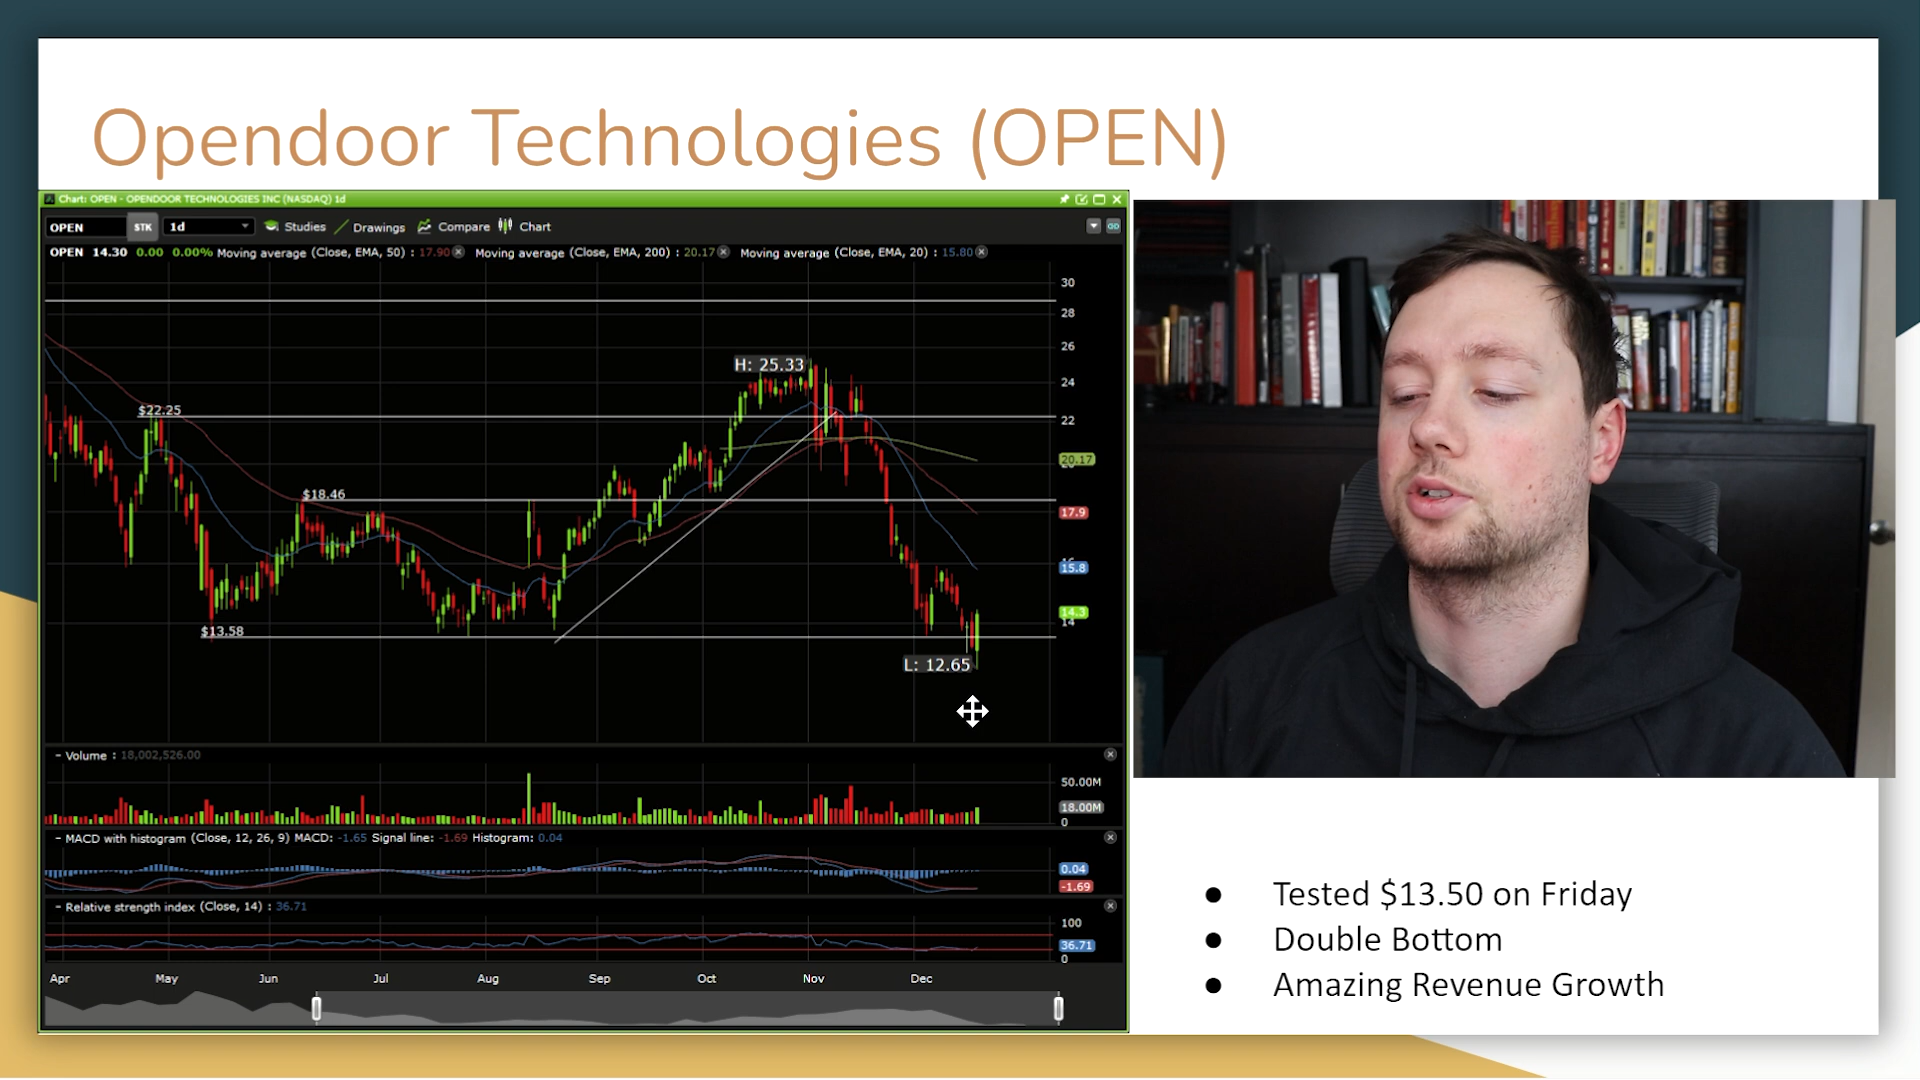 Opendoor Technologies (OPEN)
Chart: OPEN - OPENDOOR TECHNOLOGIES INC (NASDAQ) 1d
OPEN STK 1d Studies Drawings Compare Chart
OPEN 14.30 0.00 0.00% Moving average (Close, EMA, 50) : 17.90 Moving average (Close, EMA, 200) : 20.17 Moving average (Close, EMA, 20) : 15.80
30
28
26
H: 25.33
24
$22.25
22
20.17
$18.46
17.9
15.8
14.3
14
$13.58
L: 12.65
- Volume : 18,002,526.00
50.00M
18.00M
0
- MACD with histogram (Close, 12, 26, 9) MACD: -1.65 Signal line: -1.69 Histogram: 0.04
0.04
-1.69
- Relative strength index (Close, 14) : 36.71
100
36.71
0
Apr May Jun Jul Aug Sep Oct Nov Dec
● Tested $13.50 on Friday
● Double Bottom
● Amazing Revenue Growth